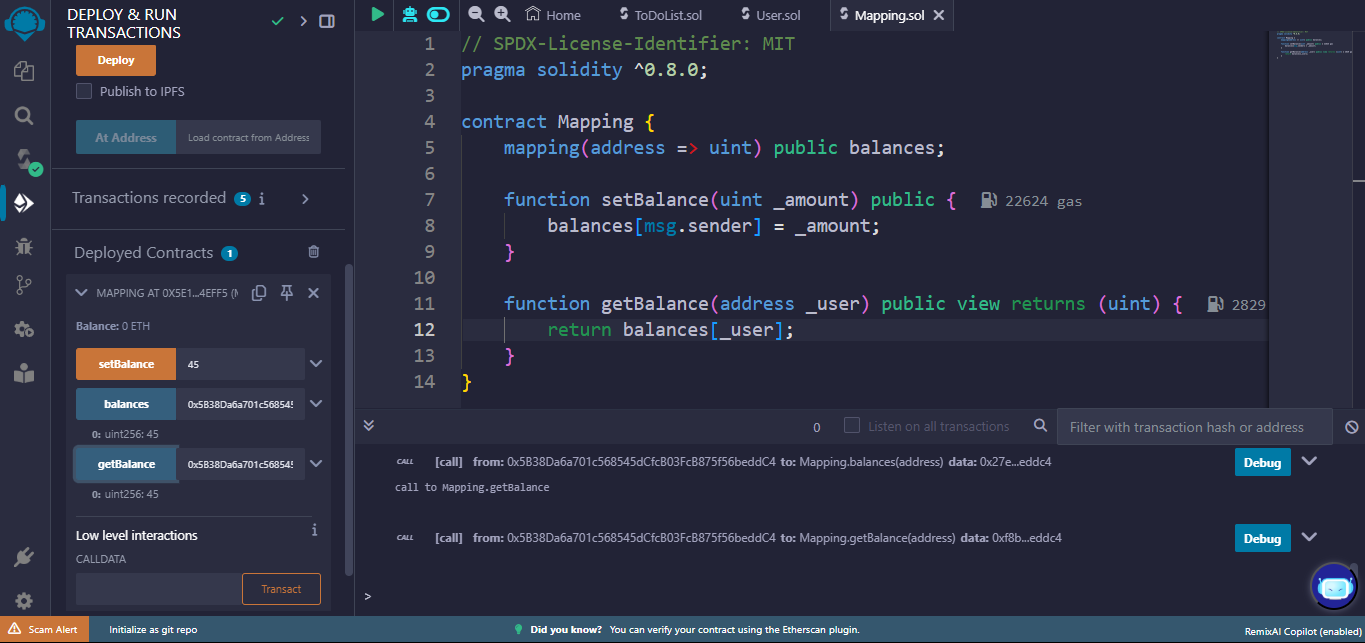 DEPLOY & RUN
TRANSACTIONS
Deploy
Publish to IPFS
At Address
Load contract from Address
Transactions recorded 5 i
Deployed Contracts 1
MAPPING AT 0X5E1...4EFF5 (M
Balance: 0 ETH
setBalance 45
balances 0x5B38Da6a701c568545
0: uint256: 45
getBalance 0x5B38Da6a701c568545
0: uint256: 45
Low level interactions i
CALLDATA
Transact
Home
ToDoList.sol
User.sol
Mapping.sol
1 // SPDX-License-Identifier: MIT
2 pragma solidity ^0.8.0;
3
4 contract Mapping {
5 mapping(address => uint) public balances;
6
7 function setBalance(uint _amount) public { 22624 gas
8 balances[msg.sender] = _amount;
9 }
10
11 function getBalance(address _user) public view returns (uint) { 2829
12 return balances[_user];
13 }
14 }
0 Listen on all transactions Filter with transaction hash or address
CALL [call] from: 0x5B38Da6a701c568545dCfcB03FcB875f56beddC4 to: Mapping.balances(address) data: 0x27e...eddc4 Debug
call to Mapping.getBalance
CALL [call] from: 0x5B38Da6a701c568545dCfcB03FcB875f56beddC4 to: Mapping.getBalance(address) data: 0xf8b...eddc4 Debug
>
Scam Alert
Initialize as git repo
Did you know? You can verify your contract using the Etherscan plugin.
RemixAI Copilot (enabled)